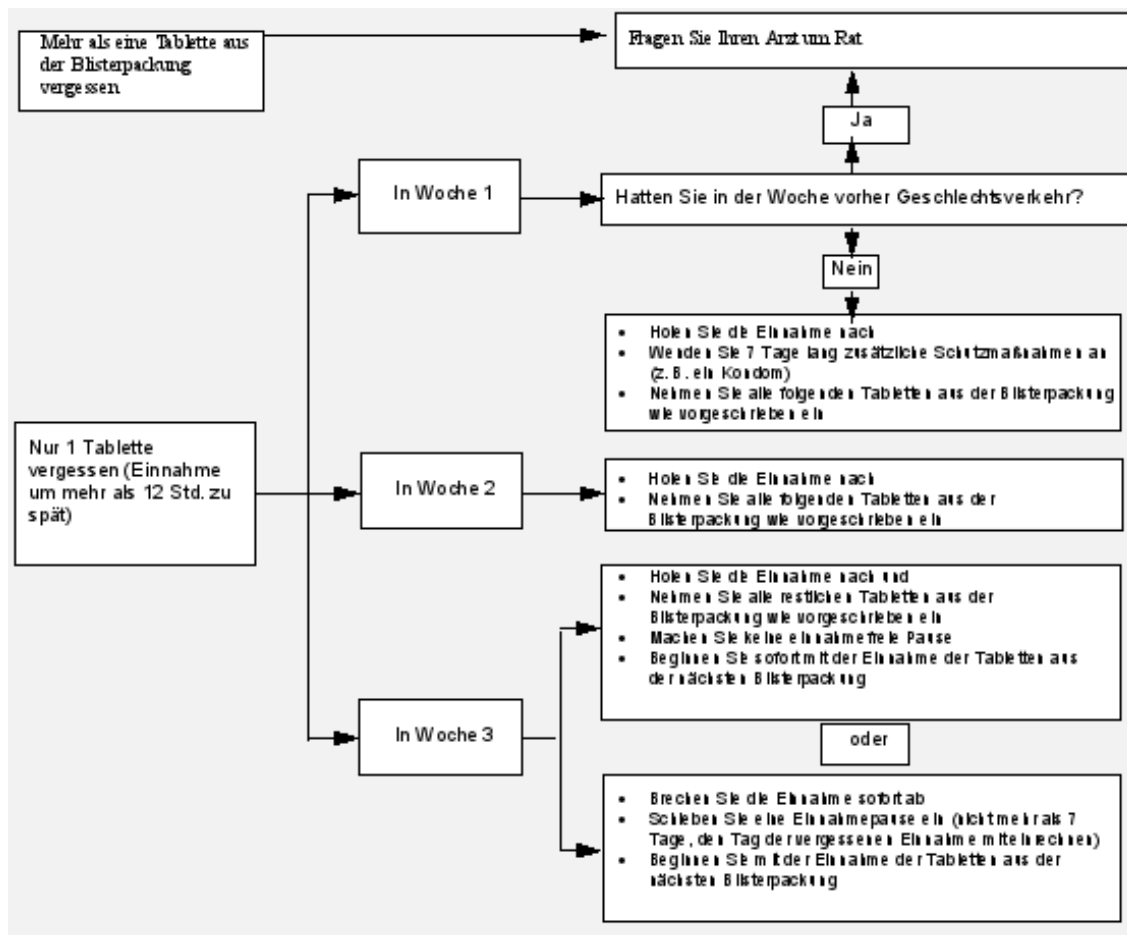 Mehr als eine Tablette aus
der Blisterpackung
vergessen
Fragen Sie Ihren Arzt um Rat
Ja
In Woche 1
Hatten Sie in der Woche vorher Geschlechtsverkehr?
Nein
• Holen Sie die Einnahme nach
• Wenden Sie 7 Tage lang zusätzliche Schutzmaßnahmen an
(z. B. ein Kondom)
• Nehmen Sie alle folgenden Tabletten aus der Blisterpackung
wie vorgeschrieben ein
Nur 1 Tablette
vergessen (Einnahme
um mehr als 12 Std. zu
spät)
In Woche 2
• Holen Sie die Einnahme nach
• Nehmen Sie alle folgenden Tabletten aus der
Blisterpackung wie vorgeschrieben ein
• Holen Sie die Einnahme nach und
• Nehmen Sie alle restlichen Tabletten aus der
Blisterpackung wie vorgeschrieben ein
• Machen Sie keine einnahmefreie Pause
• Beginnen Sie sofort mit der Einnahme der Tabletten aus
der nächsten Blisterpackung
In Woche 3
oder
• Brechen Sie die Einnahme sofort ab
• Schieben Sie eine Einnahmepause ein (nicht mehr als 7
Tage, den Tag der vergessenen Einnahme miteinrechnen)
• Beginnen Sie mit der Einnahme der Tabletten aus der
nächsten Blisterpackung